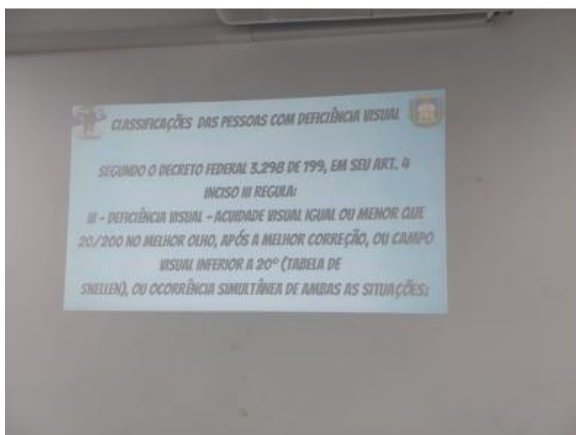 CLASSIFICAÇÕES DAS PESSOAS COM DEFICIÊNCIA VISUAL
SEGUNDO O DECRETO FEDERAL 3.298 DE 199, EM SEU ART. 4
INCISO III REGULA:
III - DEFICIÊNCIA VISUAL - ACUIDADE VISUAL IGUAL OU MENOR QUE
20/200 NO MELHOR OLHO, APÓS A MELHOR CORREÇÃO, OU CAMPO
VISUAL INFERIOR A 20° (TABELA DE
SNELLEN), OU OCORRÊNCIA SIMULTÂNEA DE AMBAS AS SITUAÇÕES;